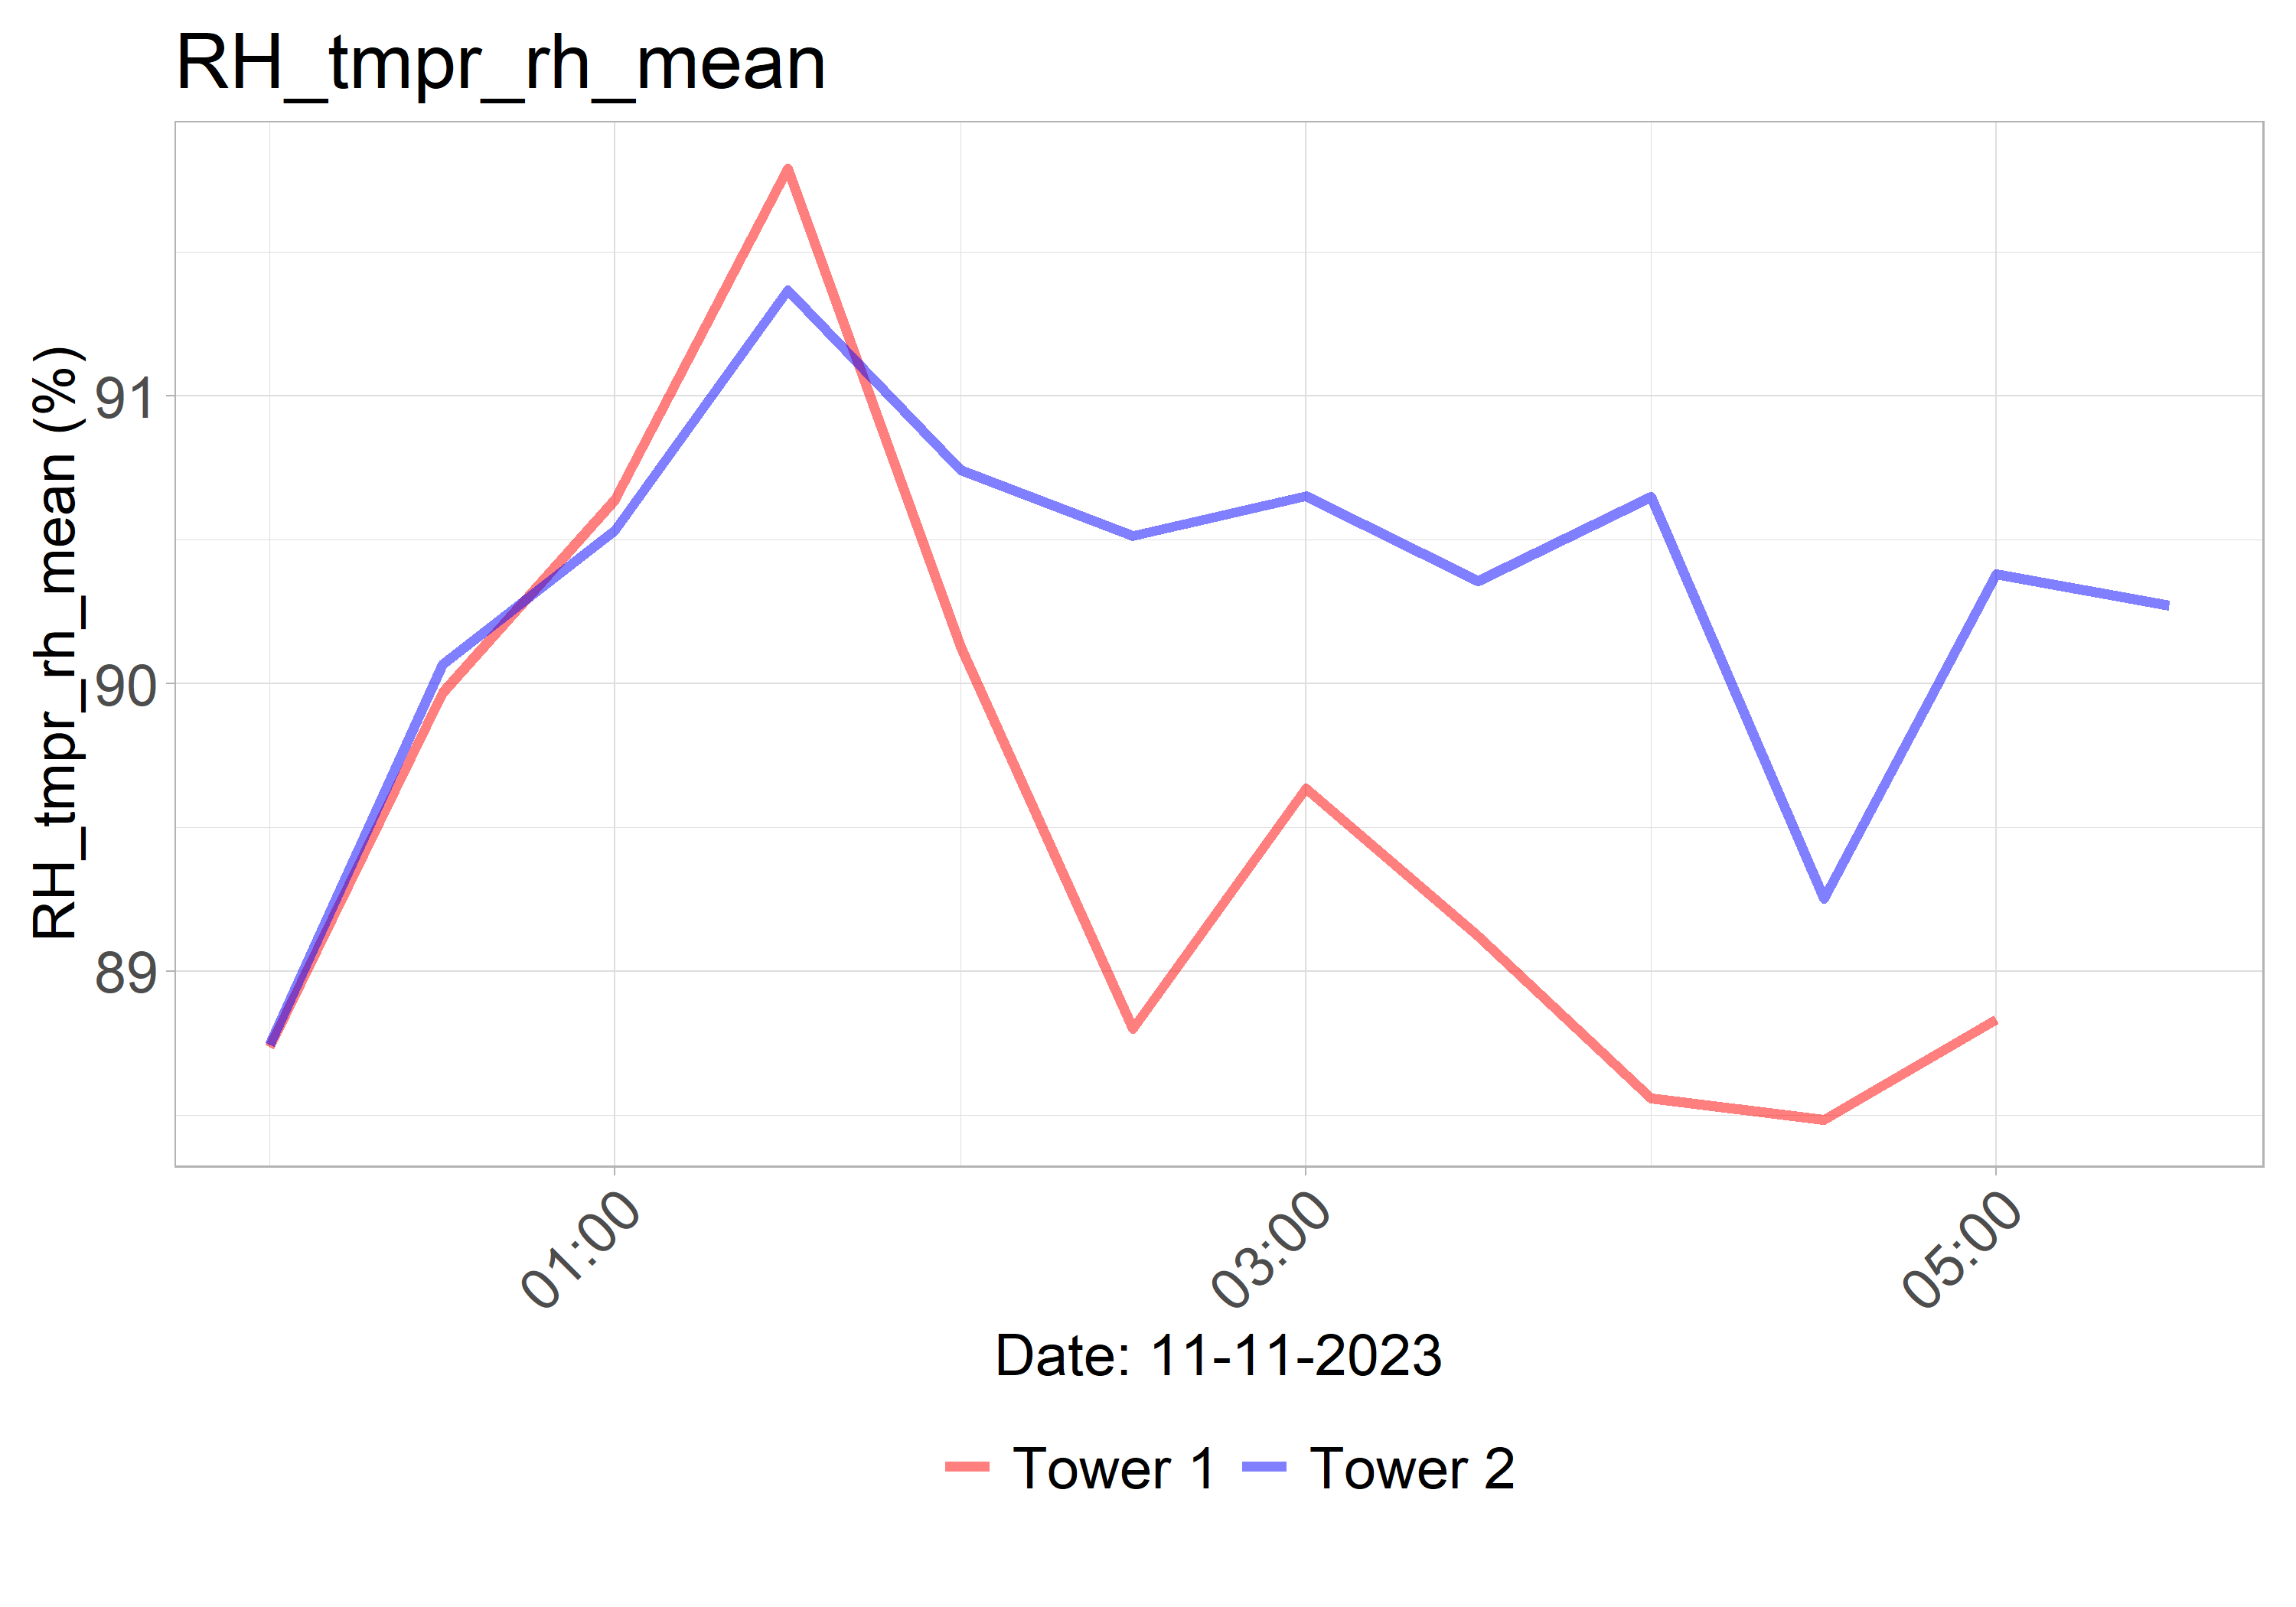 RH_tmpr_rh_mean
RH_tmpr_rh_mean (%)
91
90
89
01:00
03:00
05:00
Date: 11-11-2023
Tower 1
Tower 2